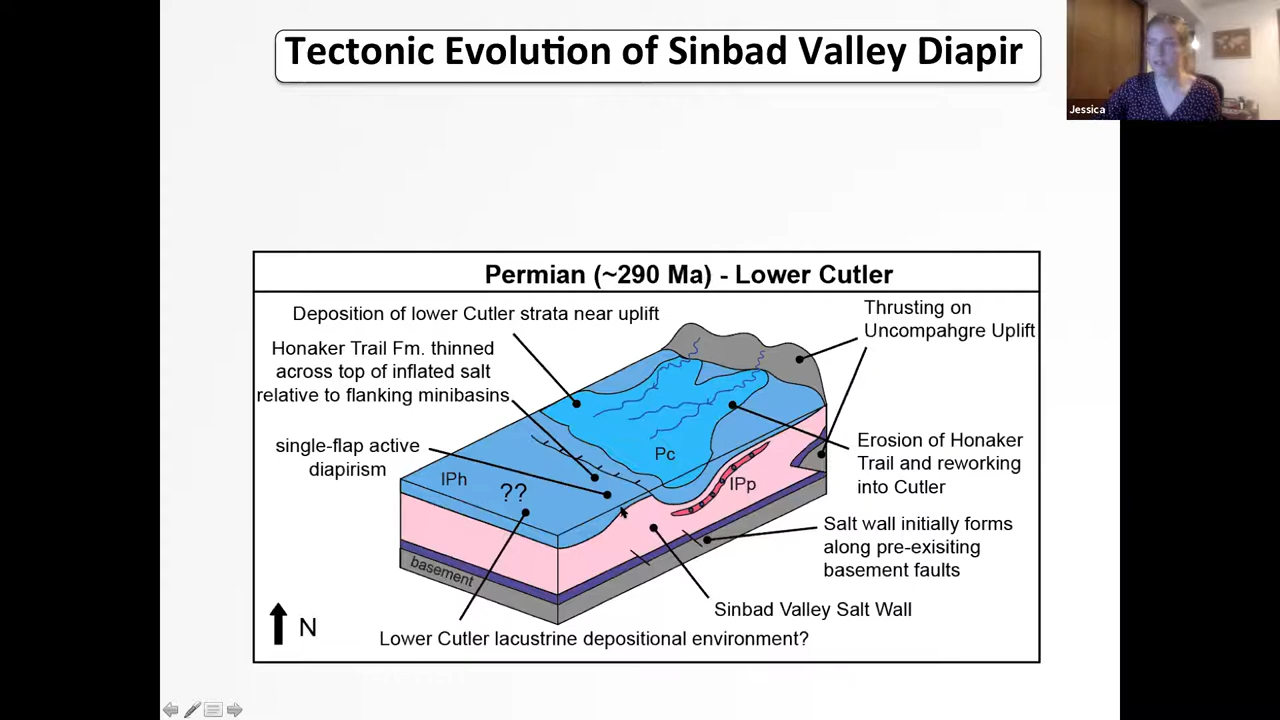 Tectonic Evolution of Sinbad Valley Diapir
Jessica
Permian (~290 Ma) - Lower Cutler
Deposition of lower Cutler strata near uplift
Thrusting on
Uncompahgre Uplift
Honaker Trail Fm. thinned
across top of inflated salt
relative to flanking minibasins
single-flap active
diapirism
Erosion of Honaker
Trail and reworking
into Cutler
Pc
IPh
??
IPp
Salt wall initially forms
along pre-exisiting
basement faults
basement
Sinbad Valley Salt Wall
N
Lower Cutler lacustrine depositional environment?